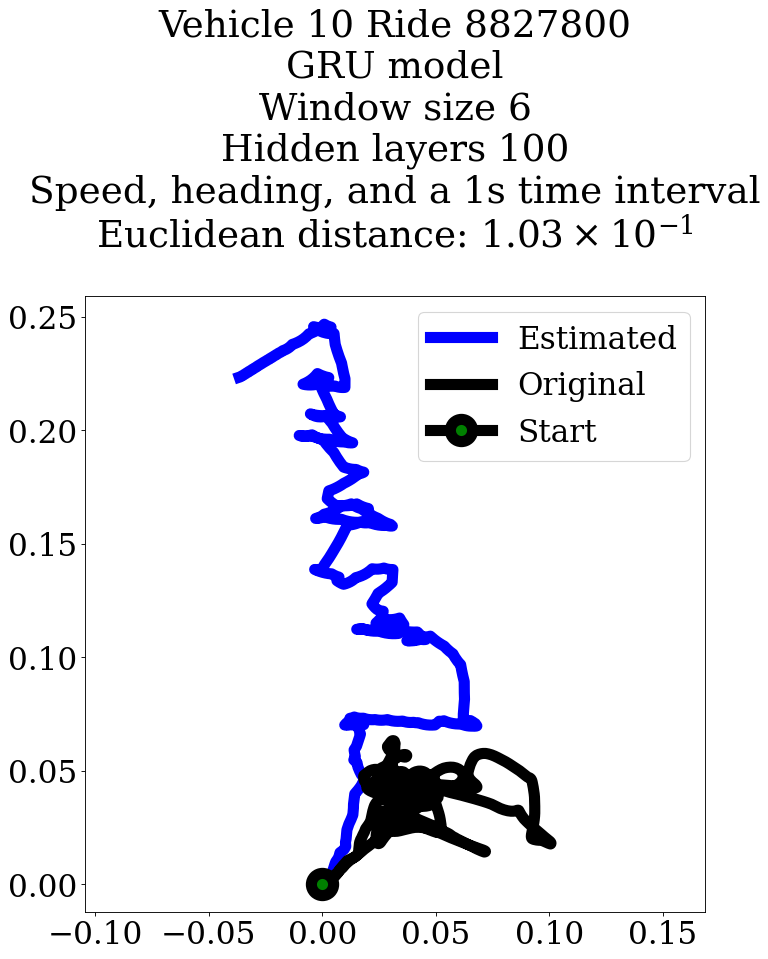 Vehicle 10 Ride 8827800
GRU model
Window size 6
Hidden layers 100
Speed, heading, and a 1s time interval
Euclidean distance: 1.03 × 10⁻¹
Estimated
Original
Start
0.25
0.20
0.15
0.10
0.05
0.00
−0.10 −0.05 0.00 0.05 0.10 0.15